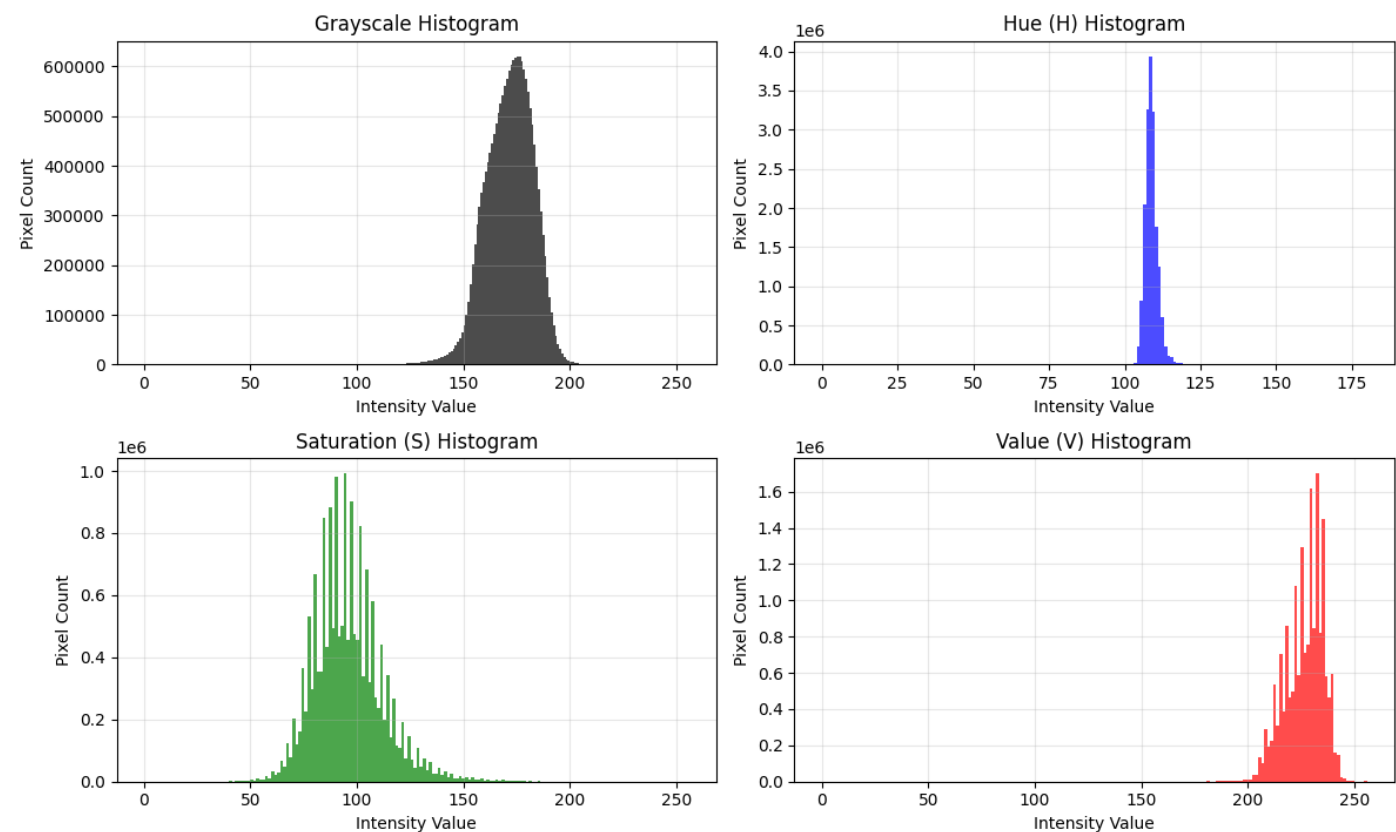 Grayscale Histogram
Pixel Count
600000
500000
400000
300000
200000
100000
0
0 50 100 150 200 250
Intensity Value
Hue (H) Histogram
1e6
Pixel Count
4.0
3.5
3.0
2.5
2.0
1.5
1.0
0.5
0.0
0 25 50 75 100 125 150 175
Intensity Value
Saturation (S) Histogram
1e6
Pixel Count
1.0
0.8
0.6
0.4
0.2
0.0
0 50 100 150 200 250
Intensity Value
Value (V) Histogram
1e6
Pixel Count
1.6
1.4
1.2
1.0
0.8
0.6
0.4
0.2
0.0
0 50 100 150 200 250
Intensity Value